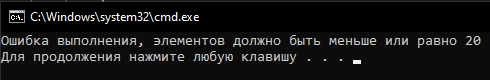 C:\Windows\system32\cmd.exe
Ошибка выполнения, элементов должно быть меньше или равно 20
Для продолжения нажмите любую клавишу . . .